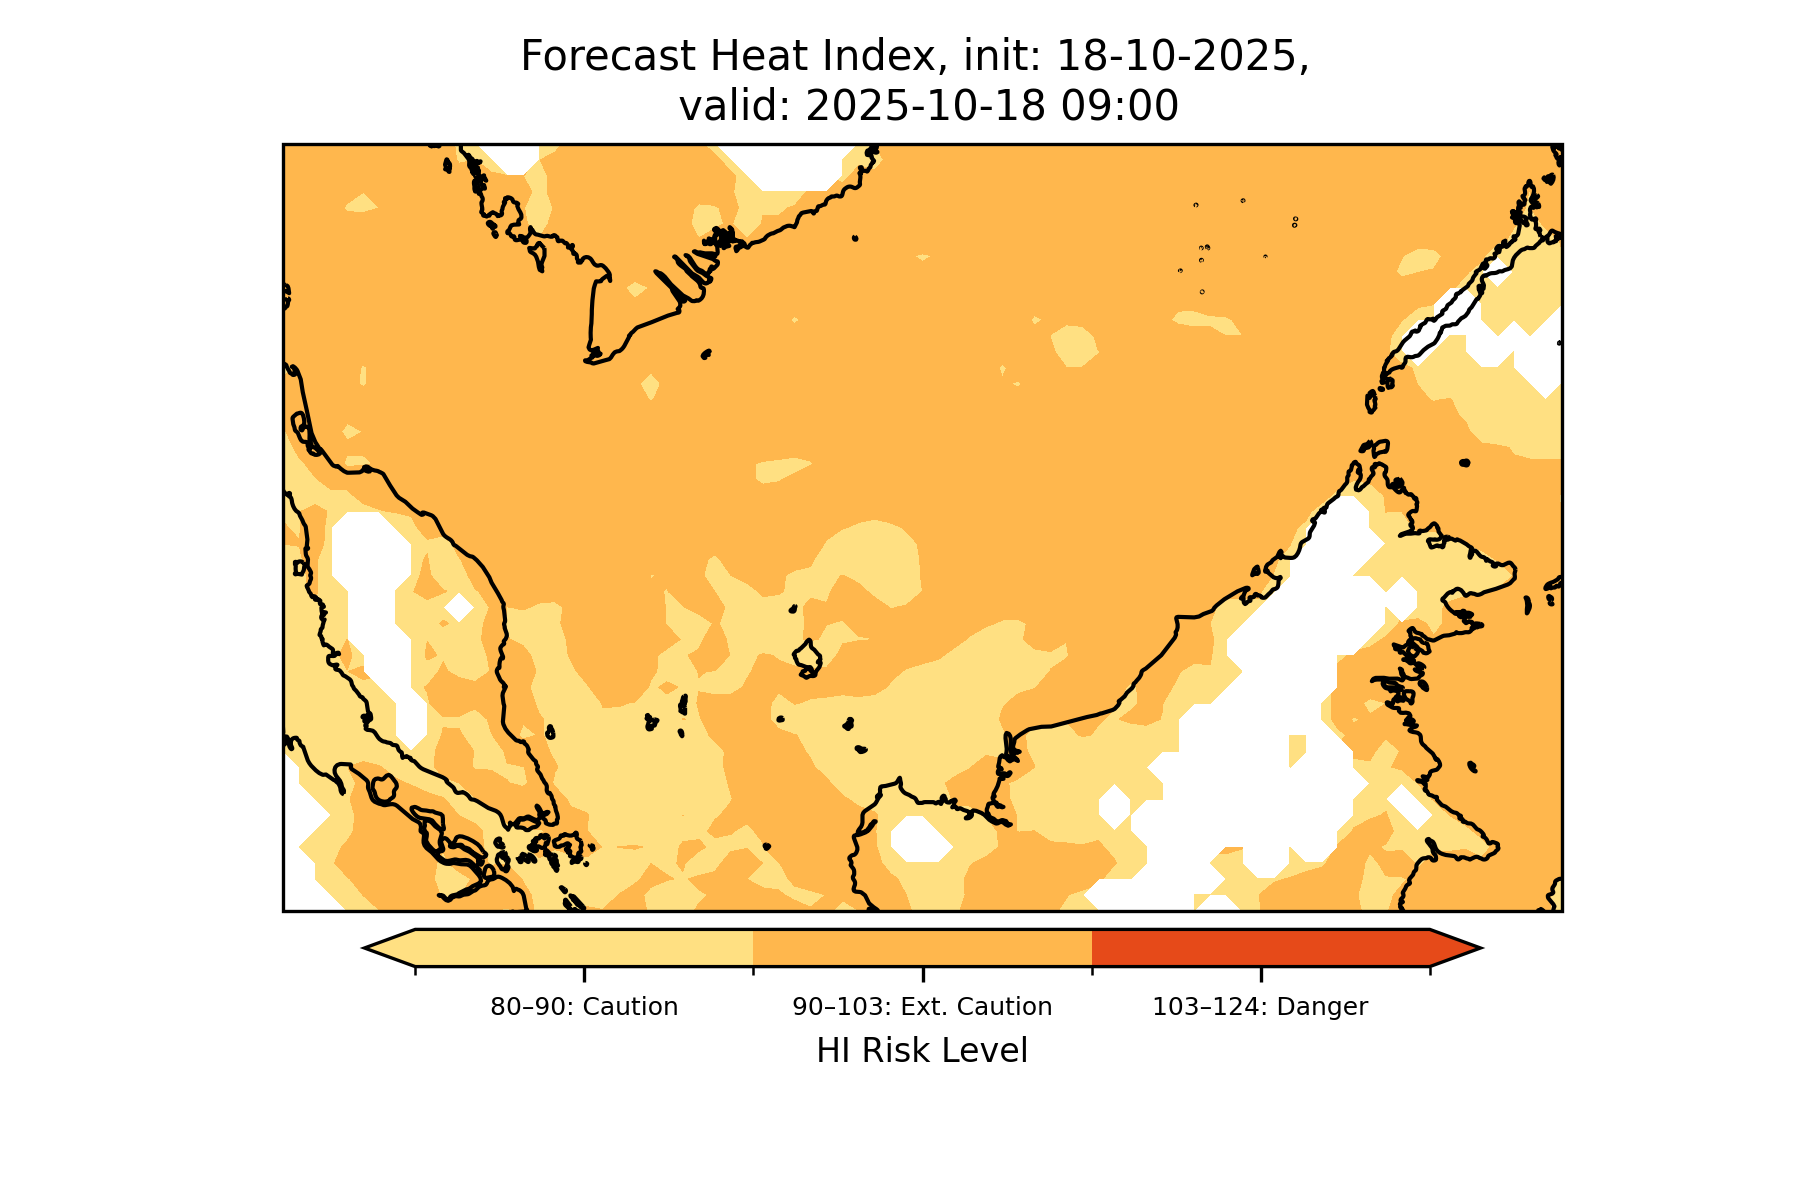 Forecast Heat Index, init: 18-10-2025,
valid: 2025-10-18 09:00
80–90: Caution
90–103: Ext. Caution
103–124: Danger
HI Risk Level